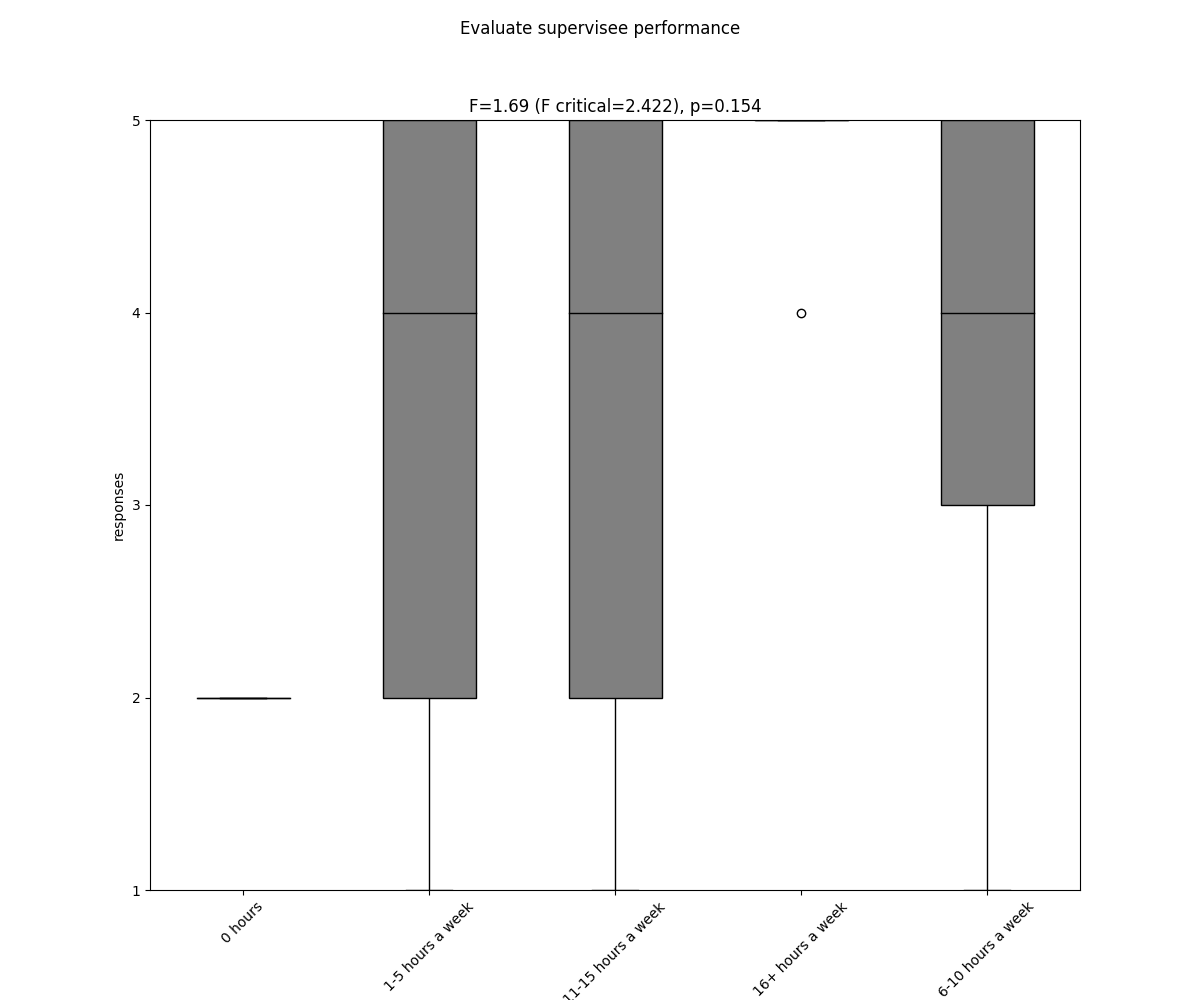 Evaluate supervisee performance
F=1.69 (F critical=2.422), p=0.154
5
4
3
2
1
responses
0 hours
1-5 hours a week
11-15 hours a week
16+ hours a week
6-10 hours a week